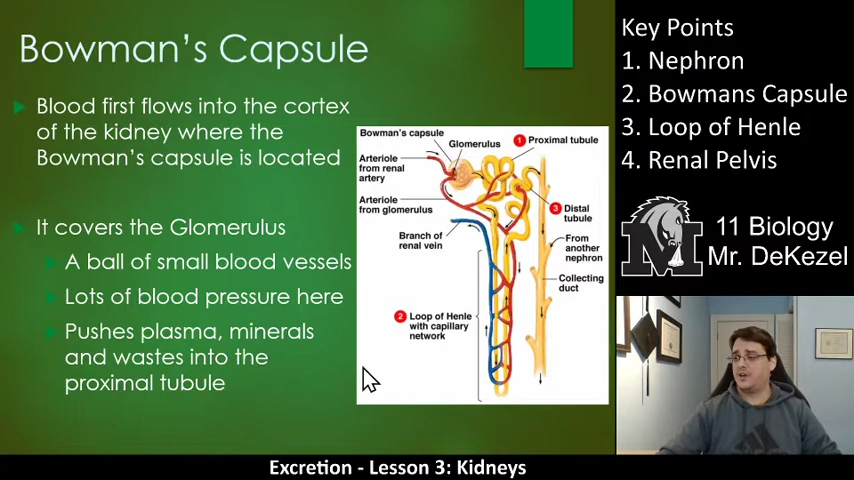 Bowman's Capsule
Blood first flows into the cortex
of the kidney where the
Bowman's capsule is located
It covers the Glomerulus
A ball of small blood vessels
Lots of blood pressure here
Pushes plasma, minerals
and wastes into the
proximal tubule
Bowman's capsule
Glomerulus
1 Proximal tubule
Arteriole
from renal
artery
Arteriole
from glomerulus
3 Distal
tubule
Branch of
renal vein
From
another
nephron
Collecting
duct
2 Loop of Henle
with capillary
network
Key Points
1. Nephron
2. Bowmans Capsule
3. Loop of Henle
4. Renal Pelvis
M
11 Biology
Mr. DeKezel
Excretion - Lesson 3: Kidneys